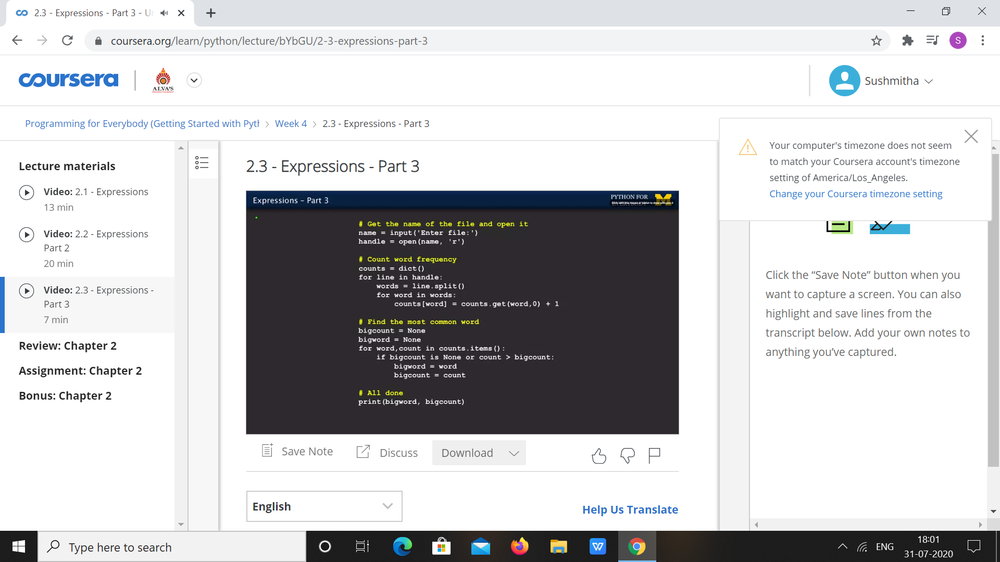 2.3 - Expressions - Part 3 - Un
coursera.org/learn/python/lecture/bYbGU/2-3-expressions-part-3
S
coursera
ALVA'S
Sushmitha
Programming for Everybody (Getting Started with Pyth > Week 4 > 2.3 - Expressions - Part 3
Your computer's timezone does not seem
to match your Coursera account's timezone
setting of America/Los_Angeles.
Change your Coursera timezone setting
Lecture materials
Video: 2.1 - Expressions
13 min
Video: 2.2 - Expressions
Part 2
20 min
Video: 2.3 - Expressions -
Part 3
7 min
Review: Chapter 2
Assignment: Chapter 2
Bonus: Chapter 2
2.3 - Expressions - Part 3
Expressions – Part 3
PYTHON FOR
EVERYBODY
# Get the name of the file and open it
name = input('Enter file:')
handle = open(name, 'r')
# Count word frequency
counts = dict()
for line in handle:
words = line.split()
for word in words:
counts[word] = counts.get(word,0) + 1
# Find the most common word
bigcount = None
bigword = None
for word,count in counts.items():
if bigcount is None or count > bigcount:
bigword = word
bigcount = count
# All done
print(bigword, bigcount)
Save Note
Discuss
Download
English
Help Us Translate
Click the “Save Note” button when you
want to capture a screen. You can also
highlight and save lines from the
transcript below. Add your own notes to
anything you’ve captured.
Type here to search
ENG
18:01
31-07-2020